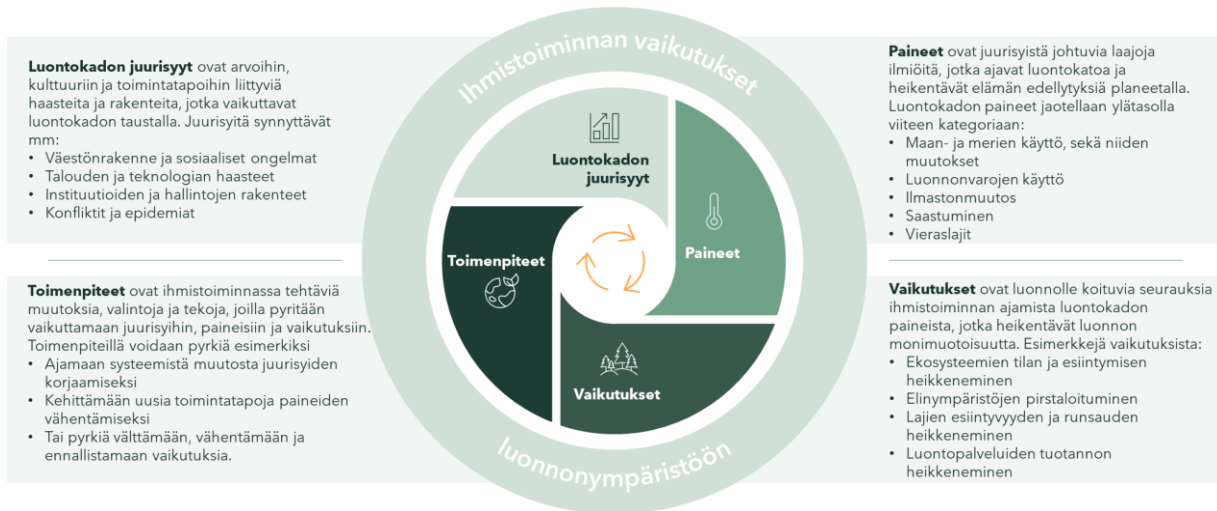 Luontokadon juurisyyt ovat arvoihin,
kulttuuriin ja toimintatapoihin liittyviä
haasteita ja rakenteita, jotka vaikuttavat
luontokadon taustalla. Juurisyitä synnyttävät
mm:
• Väestönrakenne ja sosiaaliset ongelmat
• Talouden ja teknologian haasteet
• Instituutioiden ja hallintojen rakenteet
• Konfliktit ja epidemiat
Toimenpiteet ovat ihmistoiminnassa tehtäviä
muutoksia, valintoja ja tekoja, joilla pyritään
vaikuttamaan juurisyihin, paineisiin ja vaikutuksiin.
Toimenpiteillä voidaan pyrkiä esimerkiksi
• Ajamaan systeemistä muutosta juurisyiden
korjaamiseksi
• Kehittämään uusia toimintatapoja paineiden
vähentämiseksi
• Tai pyrkiä välttämään, vähentämään ja
ennallistamaan vaikutuksia.
Ihmistoiminnan vaikutukset
Luontokadon
juurisyyt
Paineet
Toimenpiteet
Vaikutukset
luonnonympäristöön
Paineet ovat juurisyistä johtuvia laajoja
ilmiöitä, jotka ajavat luontokatoa ja
heikentävät elämän edellytyksiä planeetalla.
Luontokadon paineet jaotellaan ylätasolla
viiteen kategoriaan:
• Maan- ja merien käyttö, sekä niiden
muutokset
• Luonnonvarojen käyttö
• Ilmastonmuutos
• Saastuminen
• Vieraslajit
Vaikutukset ovat luonnolle koituvia seurauksia
ihmistoiminnan ajamista luontokadon
paineista, jotka heikentävät luonnon
monimuotoisuutta. Esimerkkejä vaikutuksista:
• Ekosysteemien tilan ja esiintymisen
heikkeneminen
• Elinympäristöjen pirstaloituminen
• Lajien esiintyvyyden ja runsauden
heikkeneminen
• Luontopalveluiden tuotannon
heikkeneminen